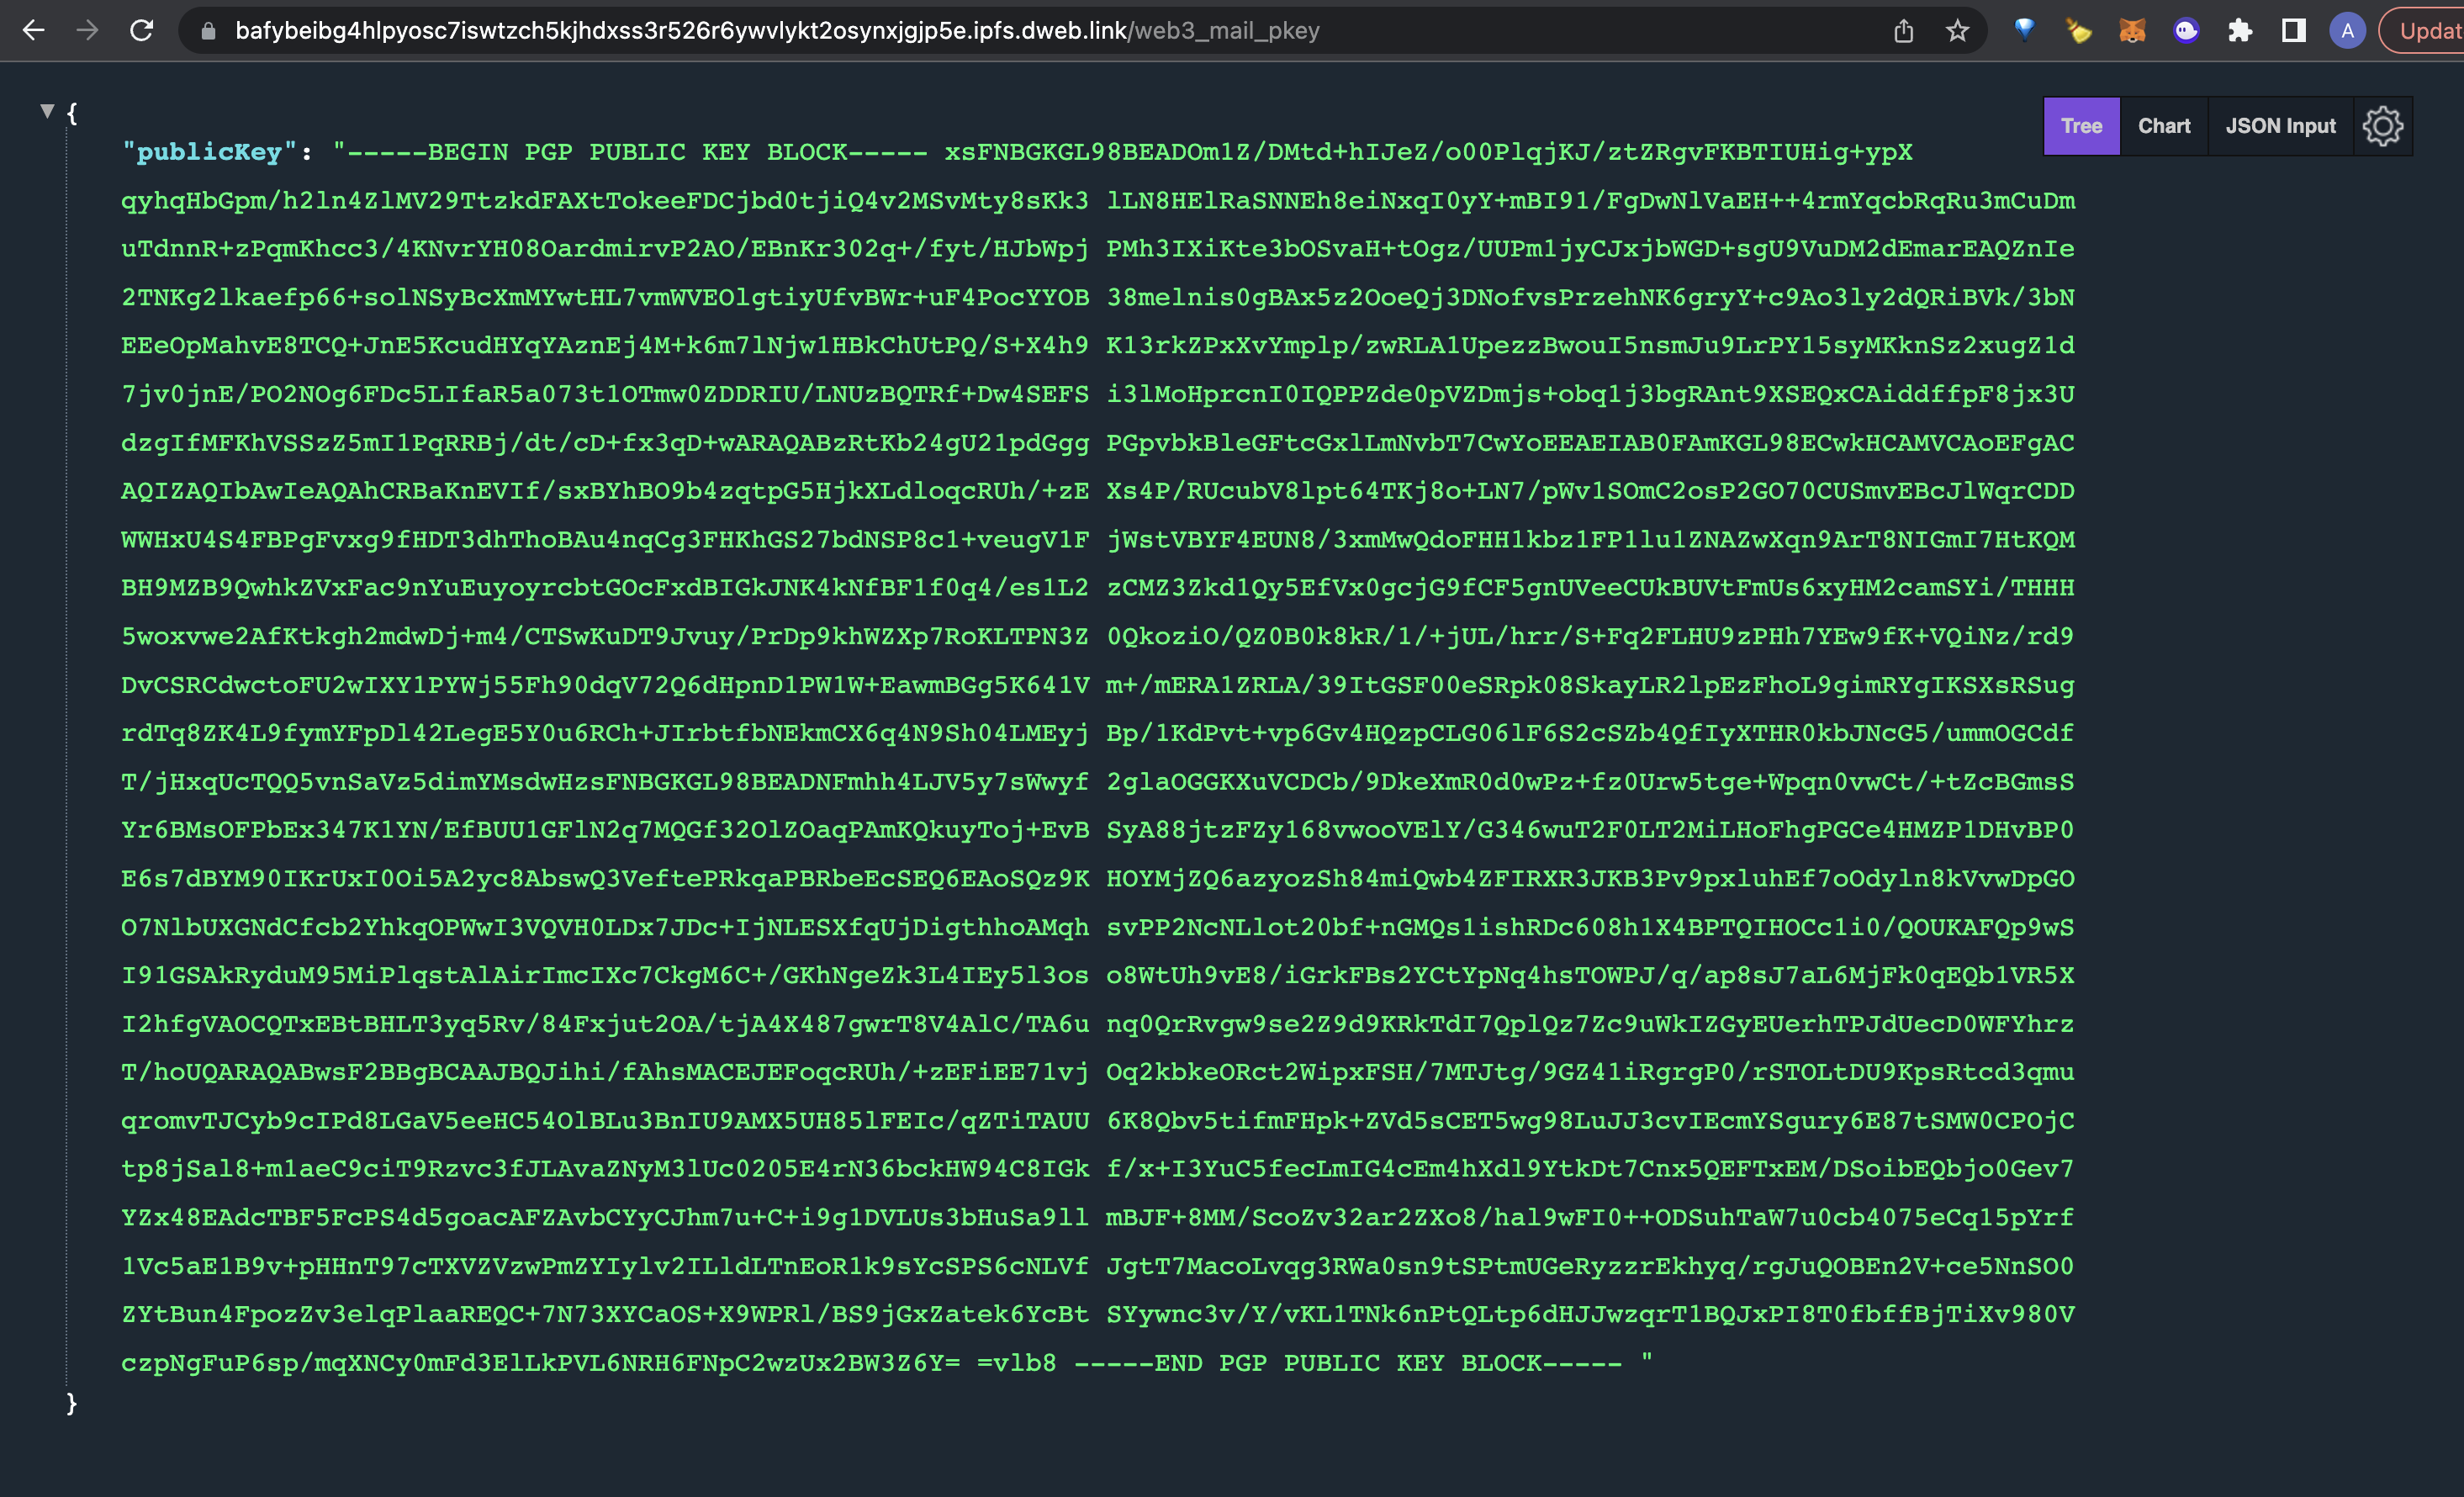 bafybeibg4hlpyosc7iswtzch5kjhdxss3r526r6ywvlykt2osynxjgjp5e.ipfs.dweb.link/web3_mail_pkey
A
Updat
Tree
Chart
JSON Input
{
"publicKey": "-----BEGIN PGP PUBLIC KEY BLOCK----- xsFNBGKGL98BEADOm1Z/DMtd+hIJeZ/o00PlqjKJ/ztZRgvFKBTIUHig+ypX
qyhqHbGpm/h2ln4ZlMV29TtzkdFAXtTokeeFDCjbd0tjiQ4v2MSvMty8sKk3 lLN8HElRaSNNEh8eiNxqI0yY+mBI91/FgDwNlVaEH++4rmYqcbRqRu3mCuDm
uTdnnR+zPqmKhcc3/4KNvrYH08OardmirvP2AO/EBnKr302q+/fyt/HJbWpj PMh3IXiKte3bOSvaH+tOgz/UUPm1jyCJxjbWGD+sgU9VuDM2dEmarEAQZnIe
2TNKg2lkaefp66+solNSyBcXmMYwtHL7vmWVEOlgtiyUfvBWr+uF4PocYYOB 38melnis0gBAx5z2OoeQj3DNofvsPrzehNK6gryY+c9Ao3ly2dQRiBVk/3bN
EEeOpMahvE8TCQ+JnE5KcudHYqYAznEj4M+k6m7lNjw1HBkChUtPQ/S+X4h9 K13rkZPxXvYmplp/zwRLA1UpezzBwouI5nsmJu9LrPY15syMKknSz2xugZ1d
7jv0jnE/PO2NOg6FDc5LIfaR5a073t1OTmw0ZDDRIU/LNUzBQTRf+Dw4SEFS i3lMoHprcnI0IQPPZde0pVZDmjs+obq1j3bgRAnt9XSEQxCAiddffpF8jx3U
dzgIfMFKhVSSzZ5mI1PqRRBj/dt/cD+fx3qD+wARAQABzRtKb24gU21pdGgg PGpvbkBleGFtcGxlLmNvbT7CwYoEEAEIAB0FAmKGL98ECwkHCAMVCAoEFgAC
AQIZAQIbAwIeAQAhCRBaKnEVIf/sxBYhBO9b4zqtpG5HjkXLdloqcRUh/+zE Xs4P/RUcubV8lpt64TKj8o+LN7/pWv1SOmC2osP2GO70CUSmvEBcJlWqrCDD
WWHxU4S4FBPgFvxg9fHDT3dhThoBAu4nqCg3FHKhGS27bdNSP8c1+veugV1F jWstVBYF4EUN8/3xmMwQdoFHH1kbz1FP1lu1ZNAZwXqn9ArT8NIGmI7HtKQM
BH9MZB9QwhkZVxFac9nYuEuyoyrcbtGOcFxdBIGkJNK4kNfBF1f0q4/es1L2 zCMZ3Zkd1Qy5EfVx0gcjG9fCF5gnUVeeCUkBUVtFmUs6xyHM2camSYi/THHH
5woxvwe2AfKtkgh2mdwDj+m4/CTSwKuDT9Jvuy/PrDp9khWZXp7RoKLTPN3Z 0QkoziO/QZ0B0k8kR/1/+jUL/hrr/S+Fq2FLHU9zPHh7YEw9fK+VQiNz/rd9
DvCSRCdwctoFU2wIXY1PYWj55Fh90dqV72Q6dHpnD1PW1W+EawmBGg5K641V m+/mERA1ZRLA/39ItGSF00eSRpk08SkayLR2lpEzFhoL9gimRYgIKSXsRSug
rdTq8ZK4L9fymYFpDl42LegE5Y0u6RCh+JIrbtfbNEkmCX6q4N9Sh04LMEyj Bp/1KdPvt+vp6Gv4HQzpCLG06lF6S2cSZb4QfIyXTHR0kbJNcG5/ummOGCdf
T/jHxqUcTQQ5vnSaVz5dimYMsdwHzsFNBGKGL98BEADNFmhh4LJV5y7sWwyf 2glaOGGKXuVCDCb/9DkeXmR0d0wPz+fz0Urw5tge+Wpqn0vwCt/+tZcBGmsS
Yr6BMsOFPbEx347K1YN/EfBUU1GFlN2q7MQGf32OlZOaqPAmKQkuyToj+EvB SyA88jtzFZy168vwooVElY/G346wuT2F0LT2MiLHoFhgPGCe4HMZP1DHvBP0
E6s7dBYM90IKrUxI0Oi5A2yc8AbswQ3VeftePRkqaPBRbeEcSEQ6EAoSQz9K HOYMjZQ6azyozSh84miQwb4ZFIRXR3JKB3Pv9pxluhEf7oOdyln8kVvwDpGO
O7NlbUXGNdCfcb2YhkqOPWwI3VQVH0LDx7JDc+IjNLESXfqUjDigthhoAMqh svPP2NcNLlot20bf+nGMQs1ishRDc608h1X4BPTQIHOCc1i0/QOUKAFQp9wS
I91GSAkRyduM95MiPlqstAlAirImcIXc7CkgM6C+/GKhNgeZk3L4IEy5l3os o8WtUh9vE8/iGrkFBs2YCtYpNq4hsTOWPJ/q/ap8sJ7aL6MjFk0qEQb1VR5X
I2hfgVAOCQTxEBtBHLT3yq5Rv/84Fxjut2OA/tjA4X487gwrT8V4AlC/TA6u nq0QrRvgw9se2Z9d9KRkTdI7QplQz7Zc9uWkIZGyEUerhTPJdUecD0WFYhrz
T/hoUQARAQABwsF2BBgBCAAJBQJihi/fAhsMACEJEFoqcRUh/+zEFiEE71vj Oq2kbkeORct2WipxFSH/7MTJtg/9GZ41iRgrgP0/rSTOLtDU9KpsRtcd3qmu
qromvTJCyb9cIPd8LGaV5eeHC54OlBLu3BnIU9AMX5UH85lFEIc/qZTiTAUU 6K8Qbv5tifmFHpk+ZVd5sCET5wg98LuJJ3cvIEcmYSgury6E87tSMW0CPOjC
tp8jSal8+m1aeC9ciT9Rzvc3fJLAvaZNyM3lUc0205E4rN36bckHW94C8IGk f/x+I3YuC5fecLmIG4cEm4hXdl9YtkDt7Cnx5QEFTxEM/DSoibEQbjo0Gev7
YZx48EAdcTBF5FcPS4d5goacAFZAvbCYyCJhm7u+C+i9g1DVLUs3bHuSa9ll mBJF+8MM/ScoZv32ar2ZXo8/hal9wFI0++ODSuhTaW7u0cb4075eCq15pYrf
1Vc5aE1B9v+pHHnT97cTXVZVzwPmZYIylv2ILldLTnEoR1k9sYcSPS6cNLVf JgtT7MacoLvqg3RWa0sn9tSPtmUGeRyzzrEkhyq/rgJuQOBEn2V+ce5NnSO0
ZYtBun4FpozZv3elqPlaaREQC+7N73XYCaOS+X9WPRl/BS9jGxZatek6YcBt SYywnc3v/Y/vKL1TNk6nPtQLtp6dHJJwzqrT1BQJxPI8T0fbffBjTiXv980V
czpNgFuP6sp/mqXNCy0mFd3ElLkPVL6NRH6FNpC2wzUx2BW3Z6Y= =vlb8 -----END PGP PUBLIC KEY BLOCK----- "
}